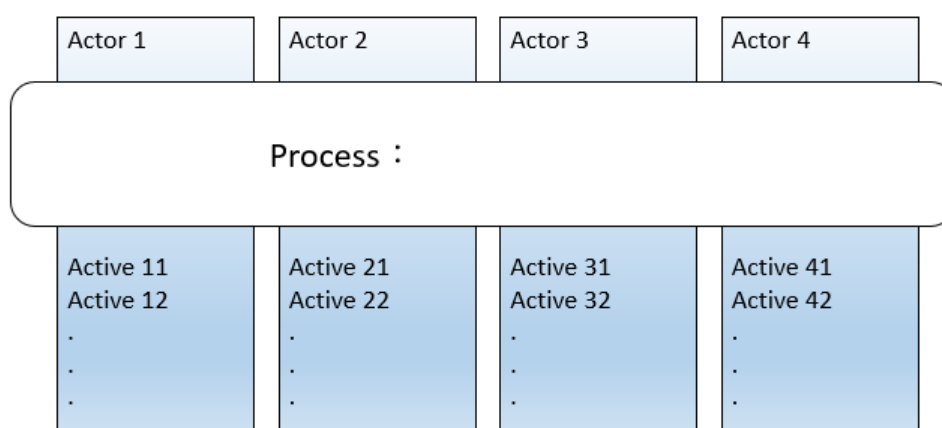 Actor 1
Actor 2
Actor 3
Actor 4
Process：
Active 11
Active 12
.
.
.
Active 21
Active 22
.
.
.
Active 31
Active 32
.
.
.
Active 41
Active 42
.
.
.